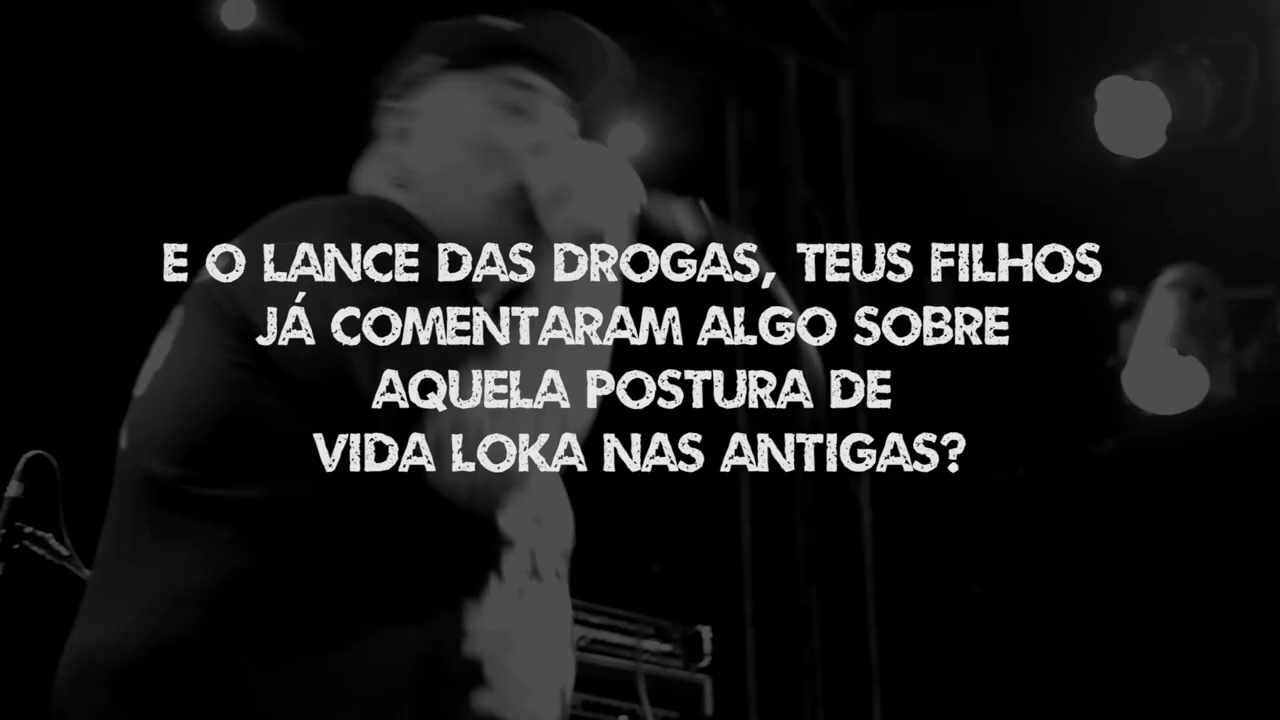 E O LANCE DAS DROGAS, TEUS FILHOS
JÁ COMENTARAM ALGO SOBRE
AQUELA POSTURA DE
VIDA LOKA NAS ANTIGAS?